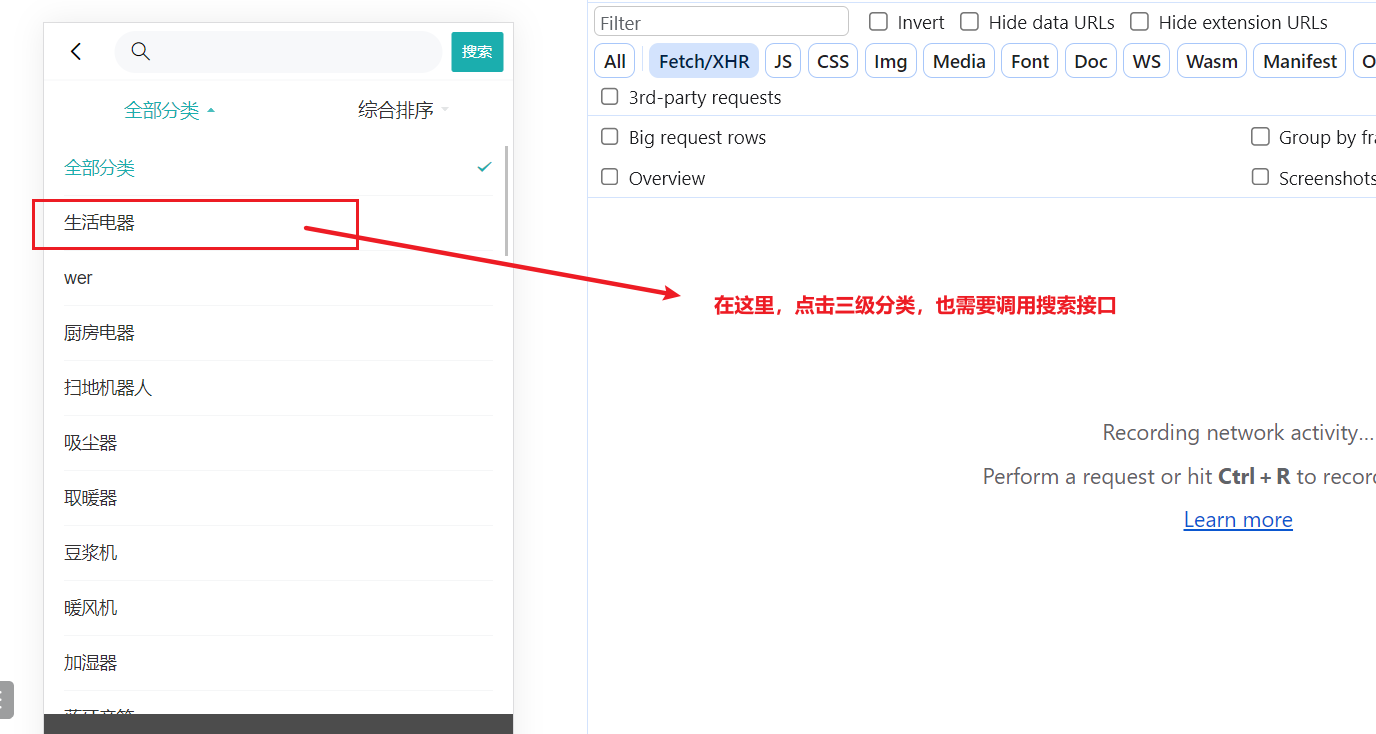 Filter
Invert
Hide data URLs
Hide extension URLs
搜索
All
Fetch/XHR
JS
CSS
Img
Media
Font
Doc
WS
Wasm
Manifest
3rd-party requests
全部分类
综合排序
Big request rows
Group by fra
全部分类
Overview
Screenshots
生活电器
wer
在这里，点击三级分类，也需要调用搜索接口
厨房电器
扫地机器人
吸尘器
Recording network activity…
Perform a request or hit Ctrl + R to recor
取暖器
Learn more
豆浆机
暖风机
加湿器